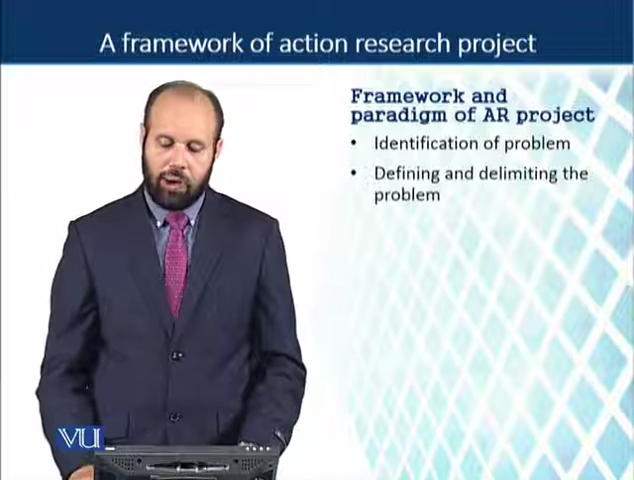 A framework of action research project
Framework and
paradigm of AR project
• Identification of problem
• Defining and delimiting the
problem
VU